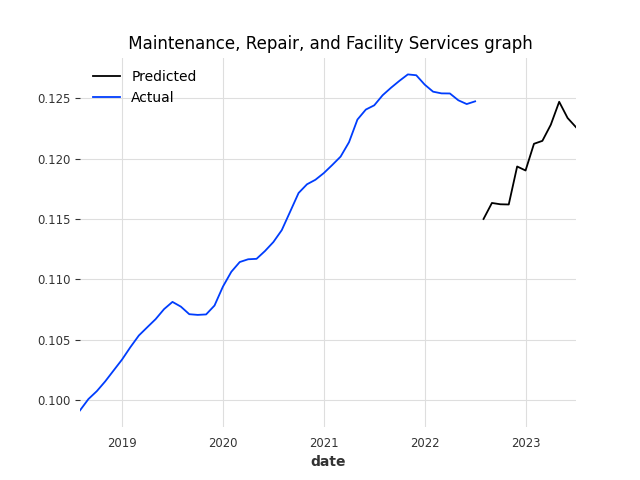 Maintenance, Repair, and Facility Services graph
Predicted
Actual
0.125
0.120
0.115
0.110
0.105
0.100
2019 2020 2021 2022 2023
date